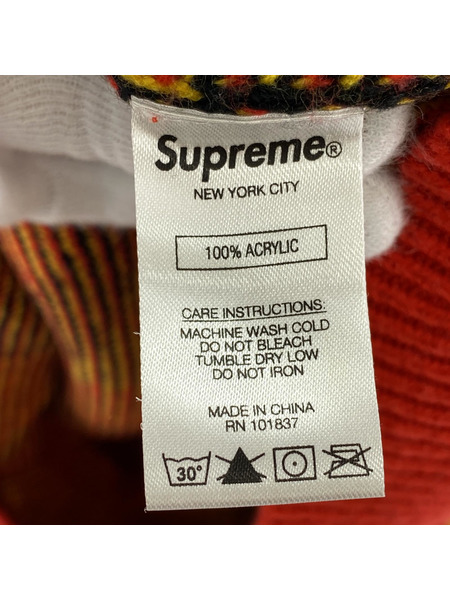 Supreme®
NEW YORK CITY
100% ACRYLIC
CARE INSTRUCTIONS:
MACHINE WASH COLD
DO NOT BLEACH
TUMBLE DRY LOW
DO NOT IRON
MADE IN CHINA
RN 101837
30°